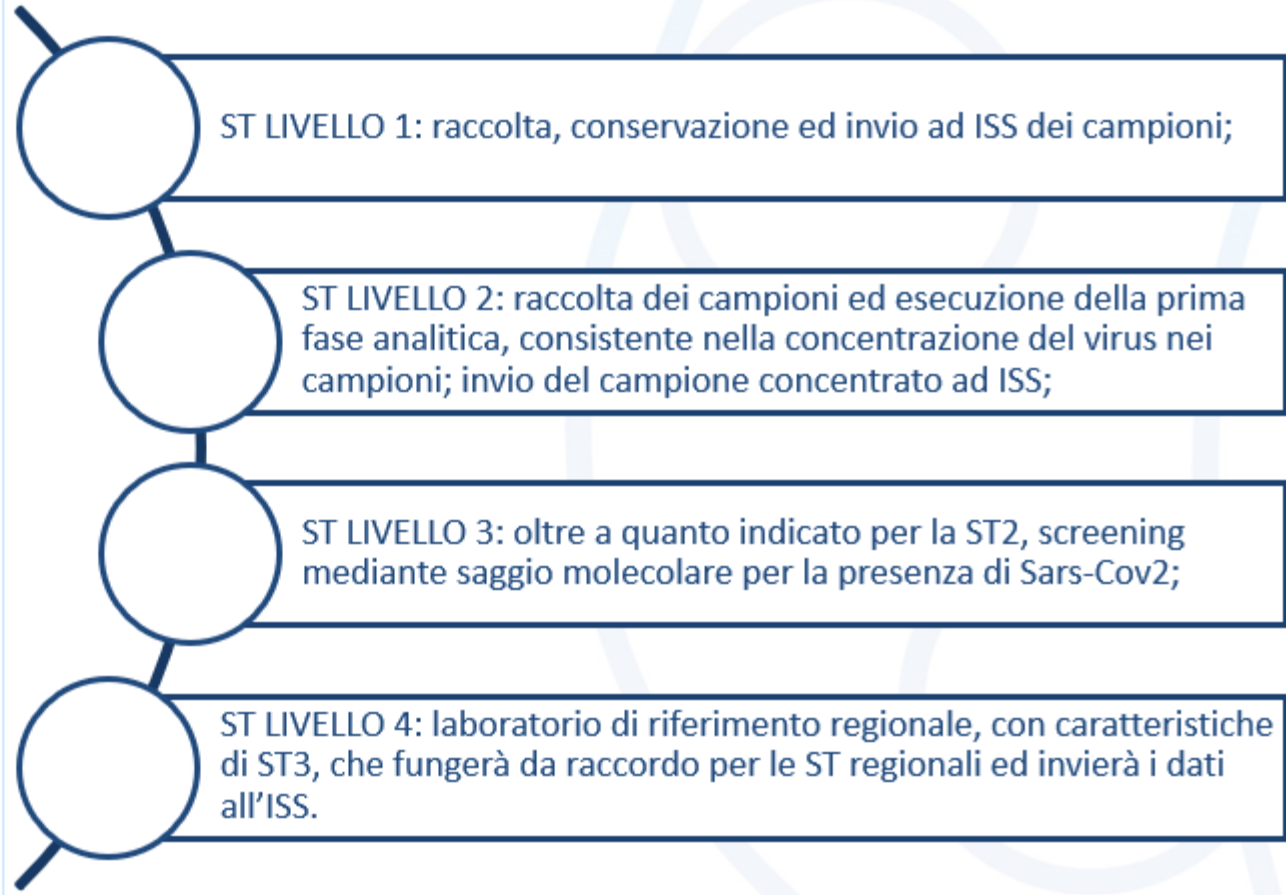 ST LIVELLO 1: raccolta, conservazione ed invio ad ISS dei campioni;
ST LIVELLO 2: raccolta dei campioni ed esecuzione della prima
fase analitica, consistente nella concentrazione del virus nei
campioni; invio del campione concentrato ad ISS;
ST LIVELLO 3: oltre a quanto indicato per la ST2, screening
mediante saggio molecolare per la presenza di Sars-Cov2;
ST LIVELLO 4: laboratorio di riferimento regionale, con caratteristiche
di ST3, che fungerà da raccordo per le ST regionali ed invierà i dati
all’ISS.